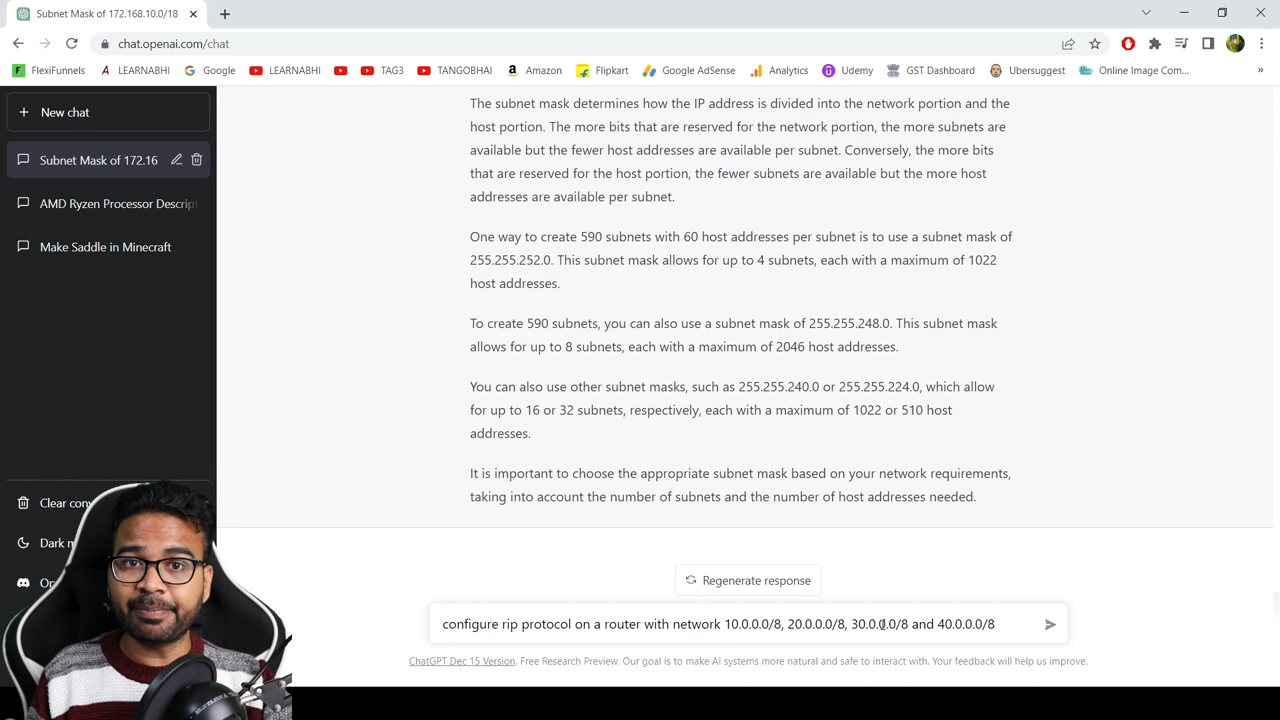 Subnet Mask of 172.168.10.0/18
chat.openai.com/chat
FlexiFunnels LEARNABHI Google LEARNABHI TAG3 TANGOBHAI Amazon Flipkart Google AdSense Analytics Udemy GST Dashboard Ubersuggest Online Image Com... »
New chat
Subnet Mask of 172.16
AMD Ryzen Processor Descript
Make Saddle in Minecraft
Clear con
Dark m
Op
The subnet mask determines how the IP address is divided into the network portion and the
host portion. The more bits that are reserved for the network portion, the more subnets are
available but the fewer host addresses are available per subnet. Conversely, the more bits
that are reserved for the host portion, the fewer subnets are available but the more host
addresses are available per subnet.
One way to create 590 subnets with 60 host addresses per subnet is to use a subnet mask of
255.255.252.0. This subnet mask allows for up to 4 subnets, each with a maximum of 1022
host addresses.
To create 590 subnets, you can also use a subnet mask of 255.255.248.0. This subnet mask
allows for up to 8 subnets, each with a maximum of 2046 host addresses.
You can also use other subnet masks, such as 255.255.240.0 or 255.255.224.0, which allow
for up to 16 or 32 subnets, respectively, each with a maximum of 1022 or 510 host
addresses.
It is important to choose the appropriate subnet mask based on your network requirements,
taking into account the number of subnets and the number of host addresses needed.
Regenerate response
configure rip protocol on a router with network 10.0.0.0/8, 20.0.0.0/8, 30.0.0.0/8 and 40.0.0.0/8
ChatGPT Dec 15 Version. Free Research Preview. Our goal is to make AI systems more natural and safe to interact with. Your feedback will help us improve.